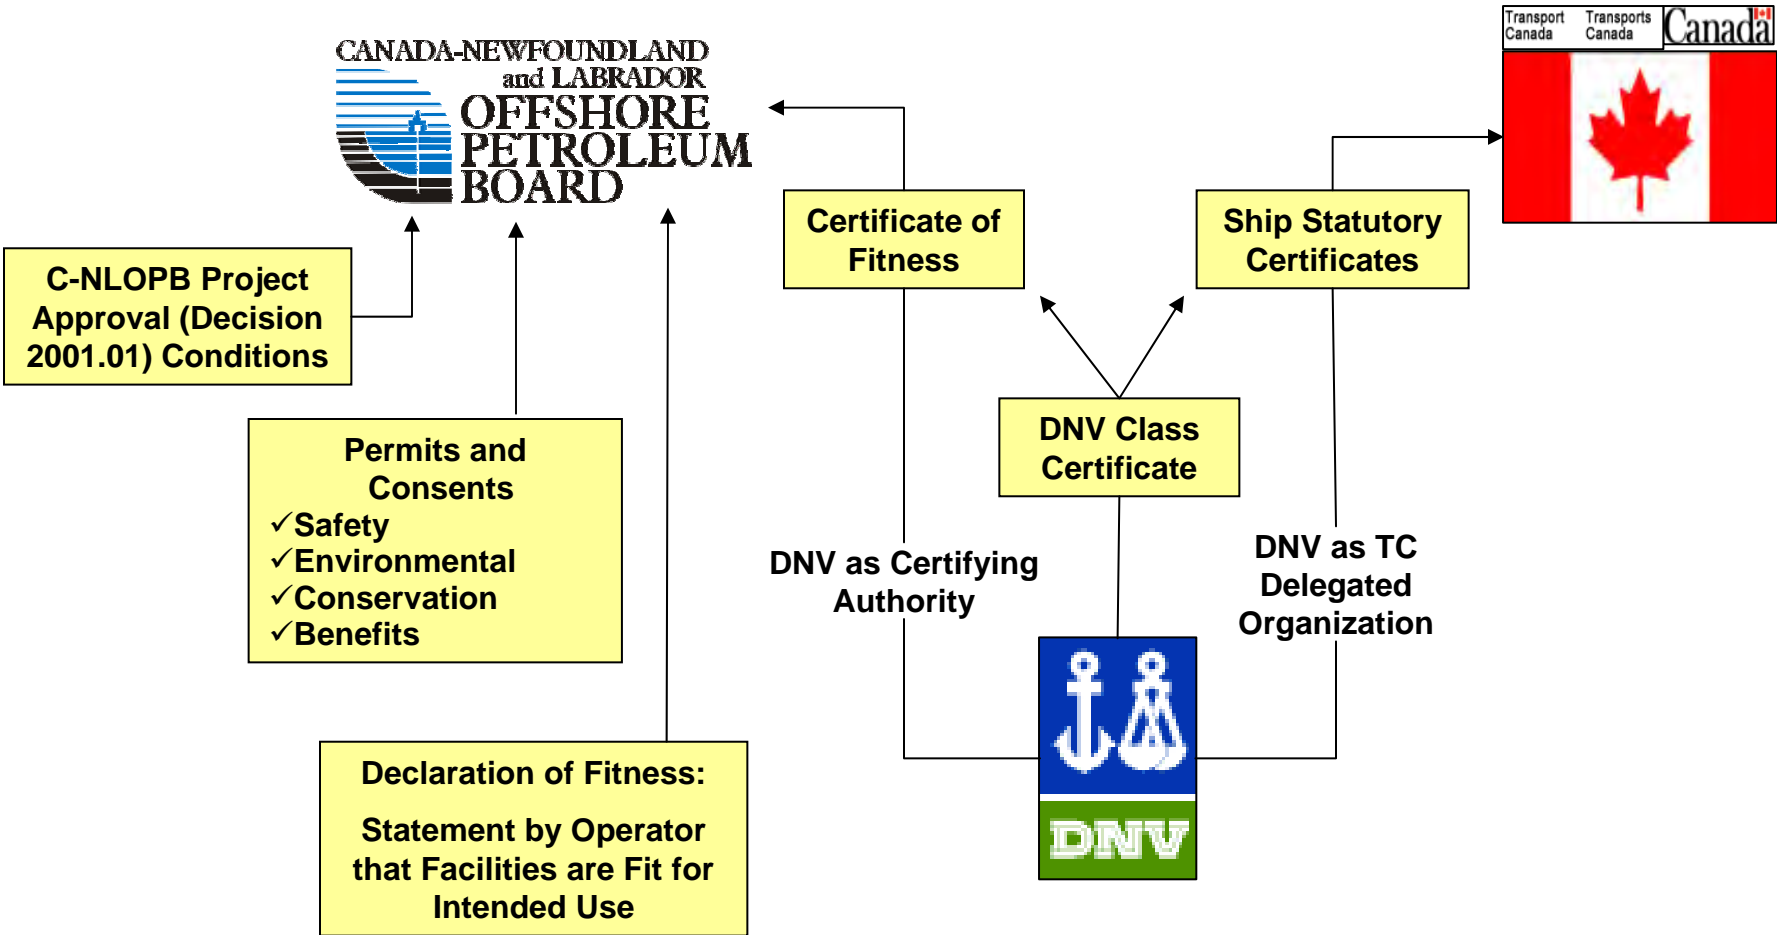 Transport Transports
Canada Canada
Canada
CANADA-NEWFOUNDLAND
and LABRADOR
OFFSHORE
PETROLEUM
BOARD
Certificate of
Fitness
Ship Statutory
Certificates
C-NLOPB Project
Approval (Decision
2001.01) Conditions
DNV Class
Certificate
Permits and
Consents
✓Safety
✓Environmental
✓Conservation
✓Benefits
DNV as Certifying
Authority
DNV as TC
Delegated
Organization
Declaration of Fitness:
Statement by Operator
that Facilities are Fit for
Intended Use
DNV